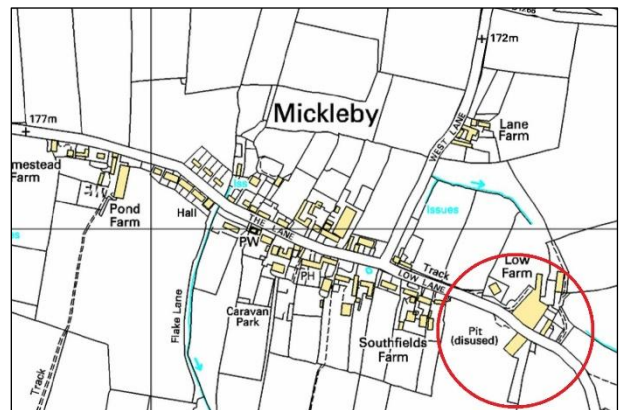 172m
177m
Mickleby
Lane
Farm
WEST LANE
mestead
Farm
Pond
Farm
Iss
Hall
THE LANE
PW
Issues
Low
Farm
Track
LOW LANE
PH
Flake Lane
Caravan
Park
Pit
(disused)
Southfields
Farm
Track